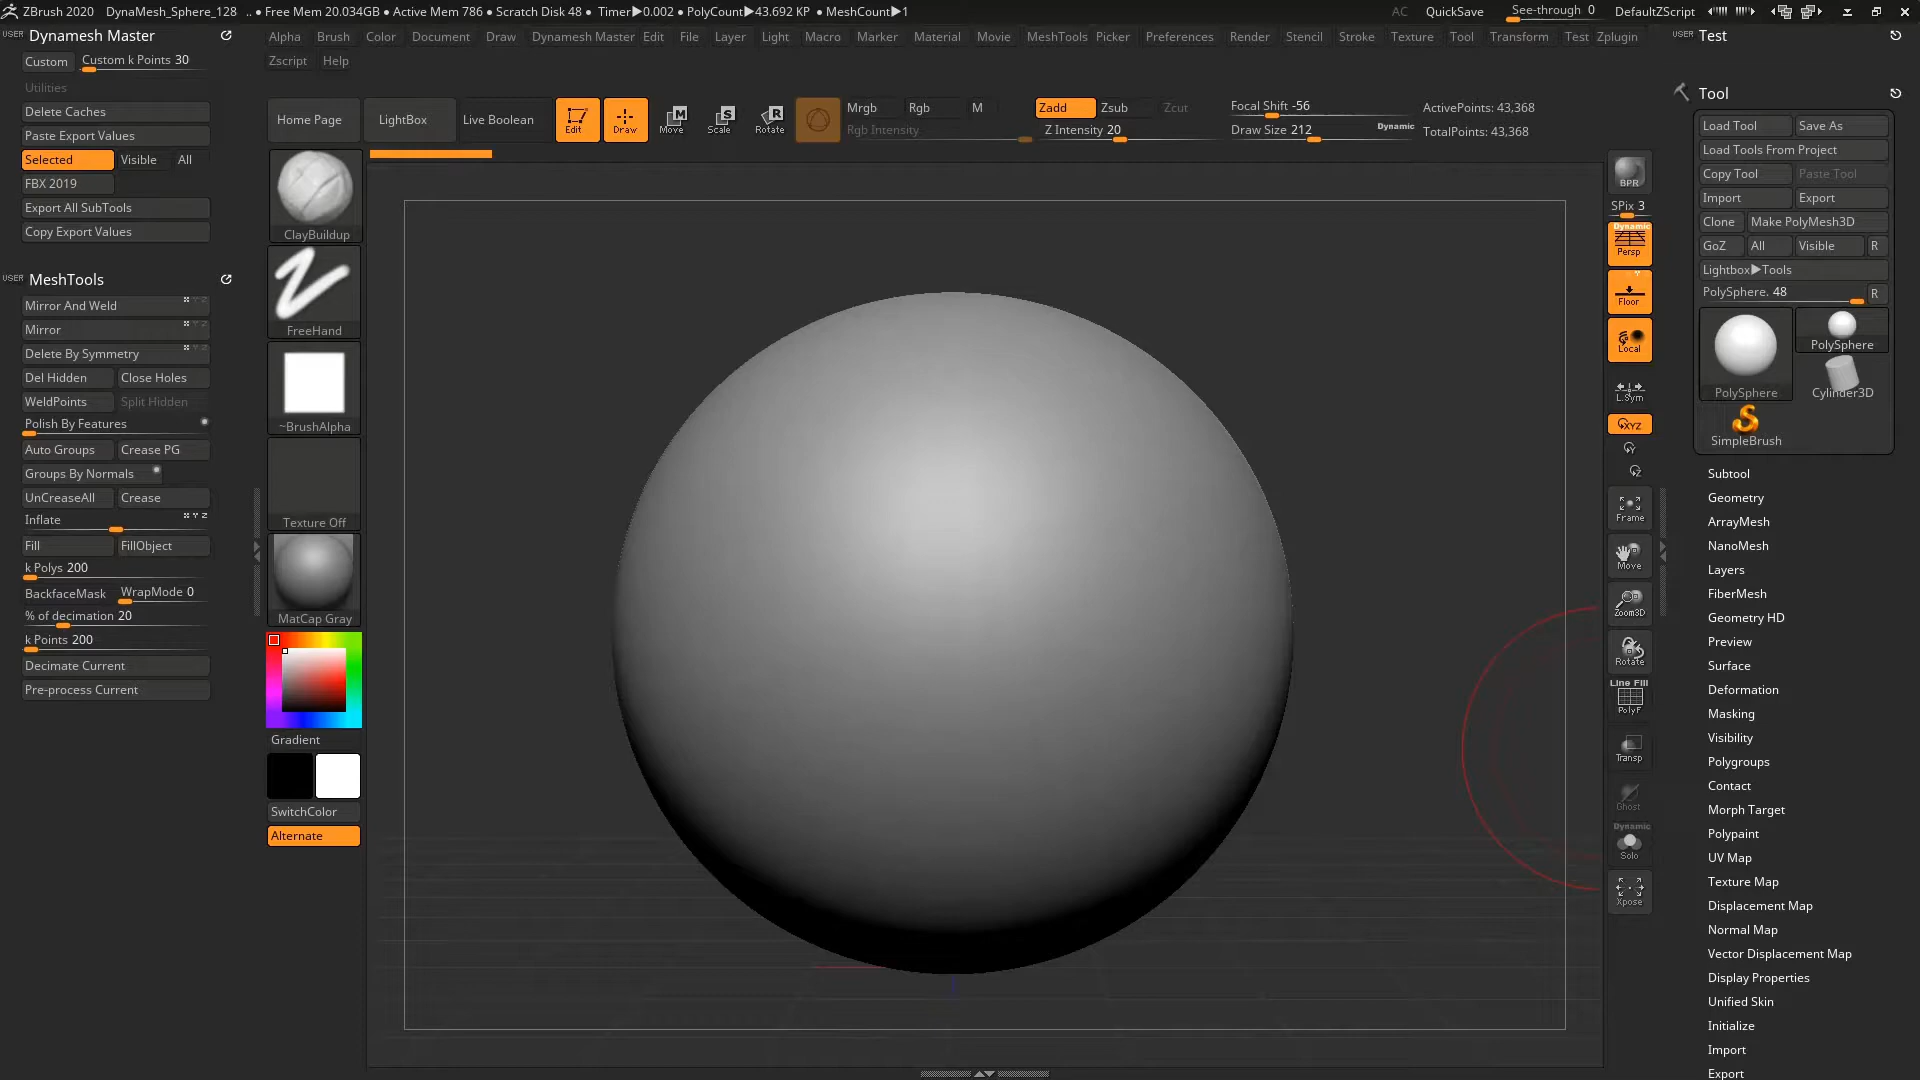 ZBrush 2020 DynaMesh_Sphere_128 .. ● Free Mem 20.034GB ● Active Mem 786 ● Scratch Disk 48 ● Timer▶0.002 ● PolyCount▶43.692 KP ● MeshCount▶1 AC QuickSave See-through 0 DefaultZScript
USER Dynamesh Master
Alpha Brush Color Document Draw Dynamesh Master Edit File Layer Light Macro Marker Material Movie MeshTools Picker Preferences Render Stencil Stroke Texture Tool Transform Test Zplugin
Zscript Help
Custom Custom k Points 30
Utilities
Delete Caches
Paste Export Values
Selected Visible All
FBX 2019
Export All SubTools
Copy Export Values
USER MeshTools
Mirror And Weld
Mirror
Delete By Symmetry
Del Hidden Close Holes
WeldPoints Split Hidden
Polish By Features
Auto Groups Crease PG
Groups By Normals
UnCreaseAll Crease
Inflate
Fill FillObject
k Polys 200
BackfaceMask WrapMode 0
% of decimation 20
k Points 200
Decimate Current
Pre-process Current
Home Page LightBox Live Boolean Edit Draw Move Scale Rotate
Mrgb Rgb M
Rgb Intensity
Zadd Zsub Zcut
Z Intensity 20
Focal Shift -56
Draw Size 212 Dynamic
ActivePoints: 43,368
TotalPoints: 43,368
ClayBuildup
FreeHand
~BrushAlpha
Texture Off
MatCap Gray
Gradient
SwitchColor
Alternate
BPR
SPix 3
Dynamic
Persp
Floor
Local
L.Sym
XYZ
Y
Z
Frame
Move
Zoom3D
Rotate
Line Fill
PolyF
Transp
Ghost
Dynamic
Solo
Xpose
USER Test
Tool
Load Tool Save As
Load Tools From Project
Copy Tool Paste Tool
Import Export
Clone Make PolyMesh3D
GoZ All Visible R
Lightbox▶Tools
PolySphere. 48 R
PolySphere
PolySphere
Cylinder3D
SimpleBrush
Subtool
Geometry
ArrayMesh
NanoMesh
Layers
FiberMesh
Geometry HD
Preview
Surface
Deformation
Masking
Visibility
Polygroups
Contact
Morph Target
Polypaint
UV Map
Texture Map
Displacement Map
Normal Map
Vector Displacement Map
Display Properties
Unified Skin
Initialize
Import
Export